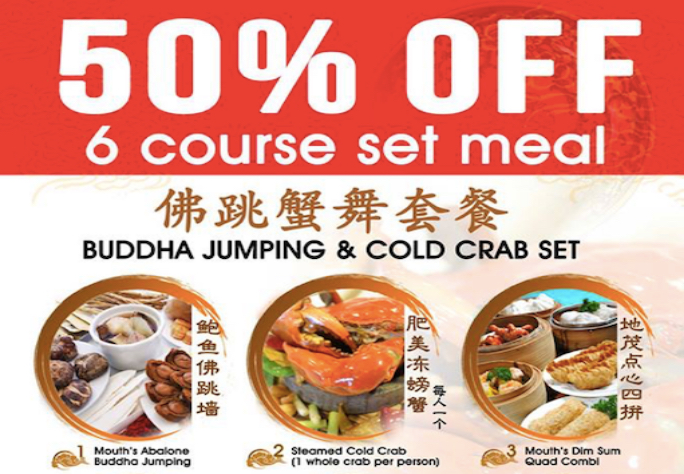 50% OFF
6 course set meal
佛跳蟹舞套餐
BUDDHA JUMPING & COLD CRAB SET
鲍鱼佛跳墙
1 Mouth's Abalone
Buddha Jumping
肥美冻螃蟹
每人一个
2 Steamed Cold Crab
(1 whole crab per person)
地茂点心四拼
3 Mouth's Dim Sum
Quad Combi